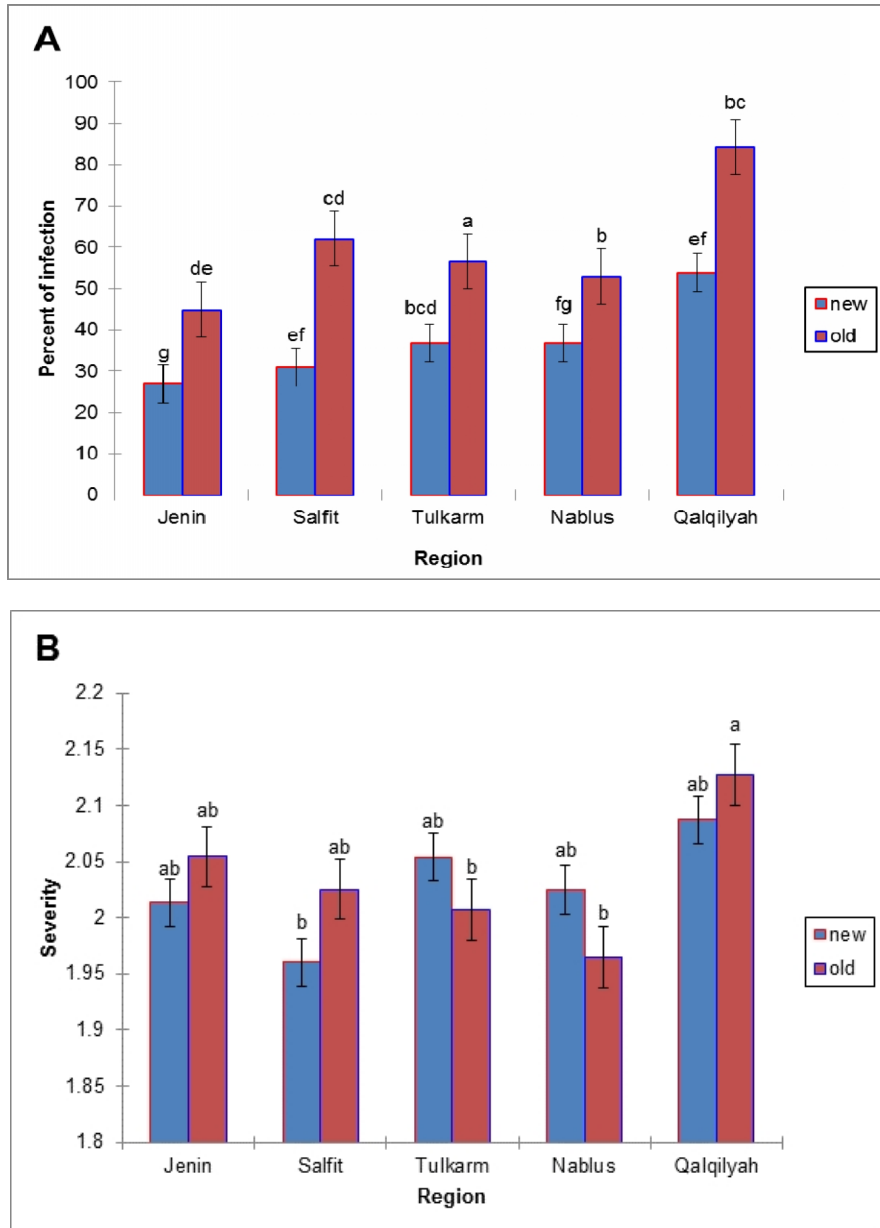 A
100
90
80
70
60
50
40
30
20
10
0
Percent of infection
g
de
ef
cd
bcd
a
fg
b
ef
bc
new
old
Jenin Salfit Tulkarm Nablus Qalqilyah
Region
B
2.2
2.15
2.1
2.05
2
1.95
1.9
1.85
1.8
Severity
ab
ab
b
ab
ab
b
ab
b
ab
a
new
old
Jenin Salfit Tulkarm Nablus Qalqilyah
Region